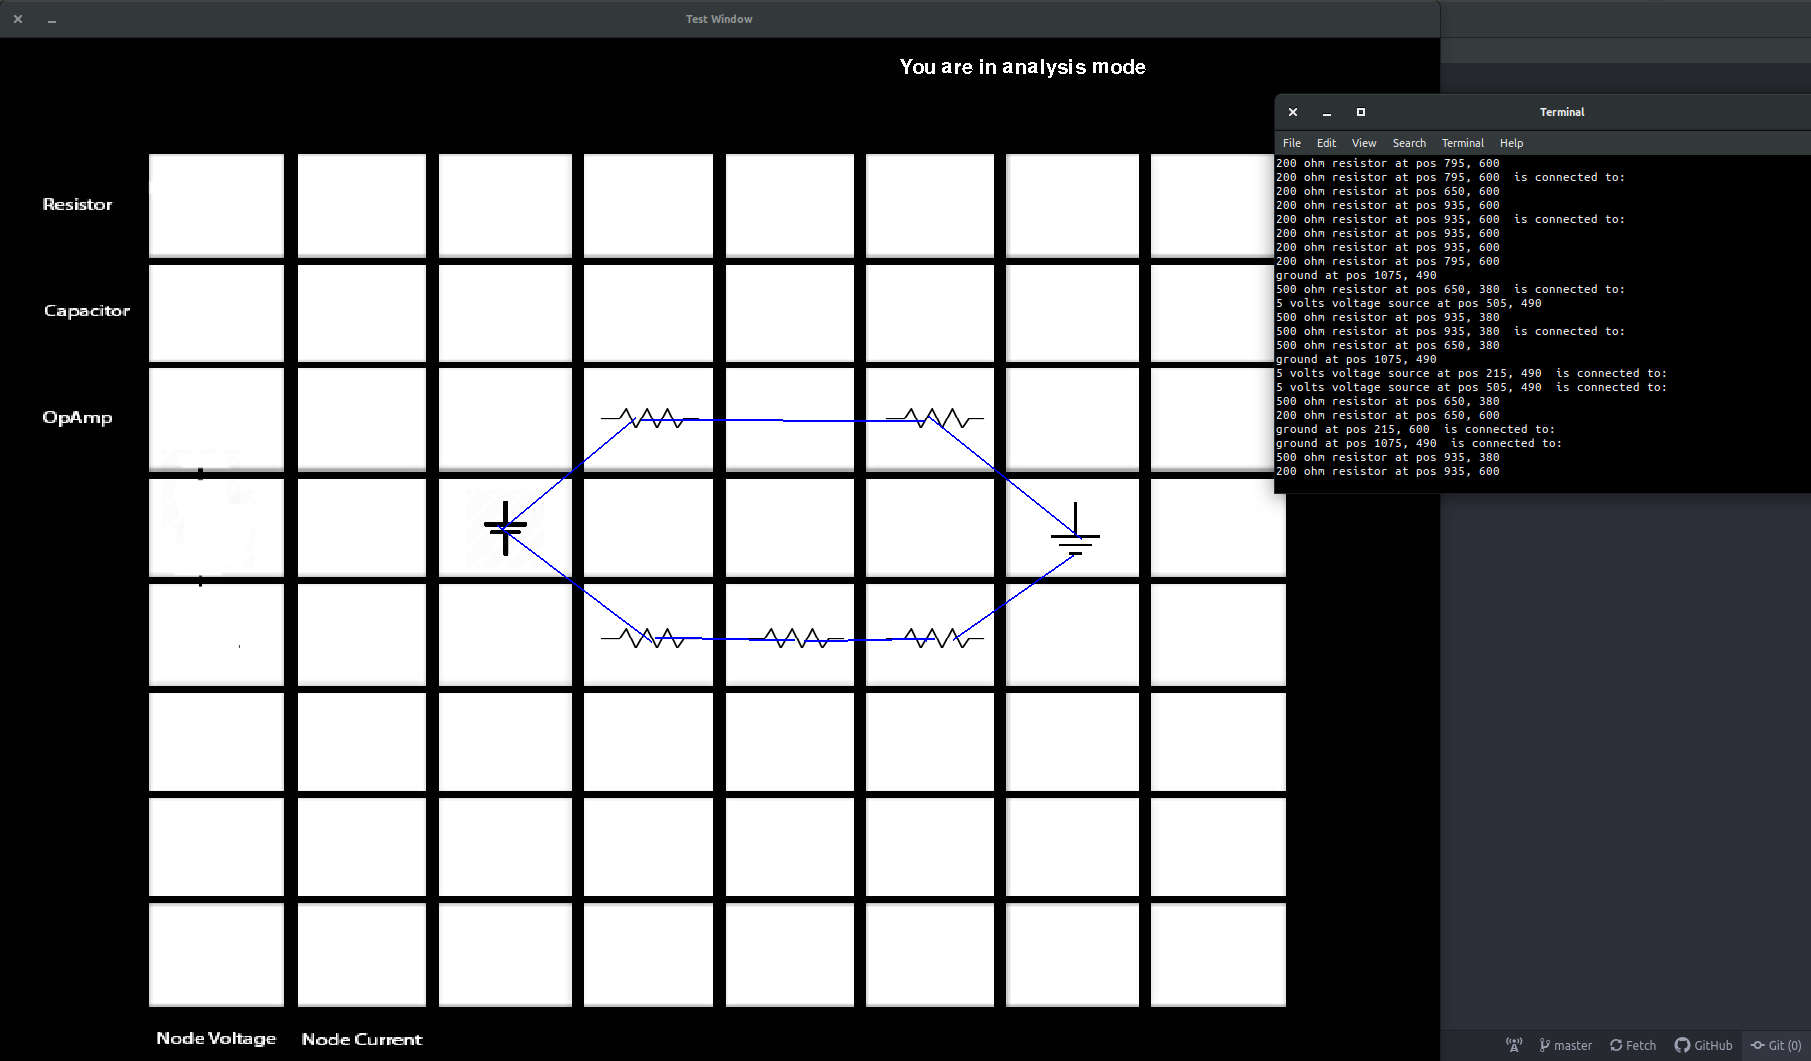 Test Window
You are in analysis mode
Terminal
File Edit View Search Terminal Help
200 ohm resistor at pos 795, 600
200 ohm resistor at pos 795, 600  is connected to:
200 ohm resistor at pos 650, 600
200 ohm resistor at pos 935, 600
200 ohm resistor at pos 935, 600  is connected to:
200 ohm resistor at pos 935, 600
200 ohm resistor at pos 935, 600
200 ohm resistor at pos 795, 600
ground at pos 1075, 490
500 ohm resistor at pos 650, 380  is connected to:
5 volts voltage source at pos 505, 490
500 ohm resistor at pos 935, 380
500 ohm resistor at pos 935, 380  is connected to:
500 ohm resistor at pos 650, 380
ground at pos 1075, 490
5 volts voltage source at pos 215, 490  is connected to:
5 volts voltage source at pos 505, 490  is connected to:
500 ohm resistor at pos 650, 380
200 ohm resistor at pos 650, 600
ground at pos 215, 600  is connected to:
ground at pos 1075, 490  is connected to:
500 ohm resistor at pos 935, 380
200 ohm resistor at pos 935, 600
Resistor
Capacitor
OpAmp
Node Voltage Node Current
master Fetch GitHub Git (0)